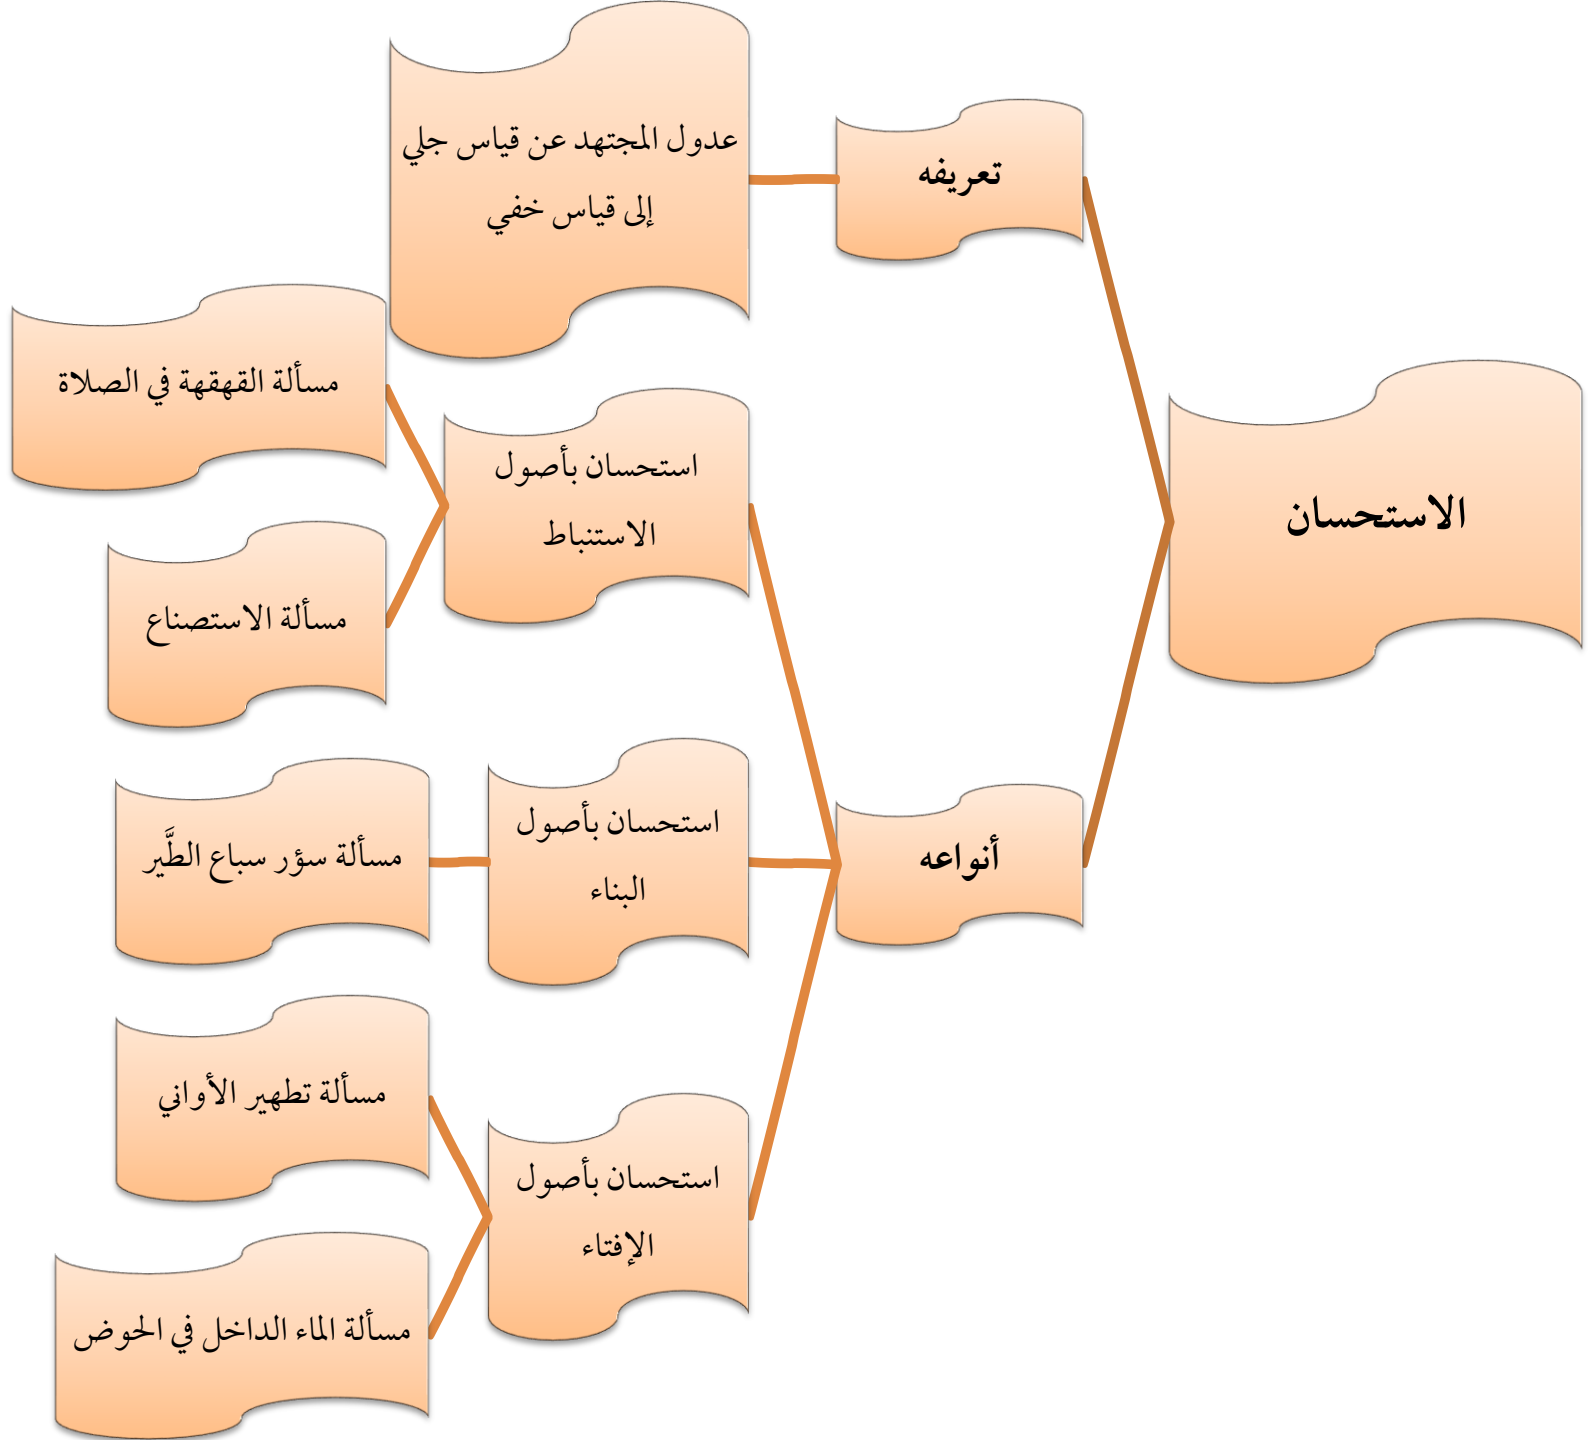 الاستحسان
تعريفه
عدول المجتهد عن قياس جلي
إلى قياس خفي
أنواعه
استحسان بأصول
الاستنباط
مسألة القهقهة في الصلاة
مسألة الاستصناع
استحسان بأصول
البناء
مسألة سؤر سباع الطَّير
استحسان بأصول
الإفتاء
مسألة تطهير الأواني
مسألة الماء الداخل في الحوض